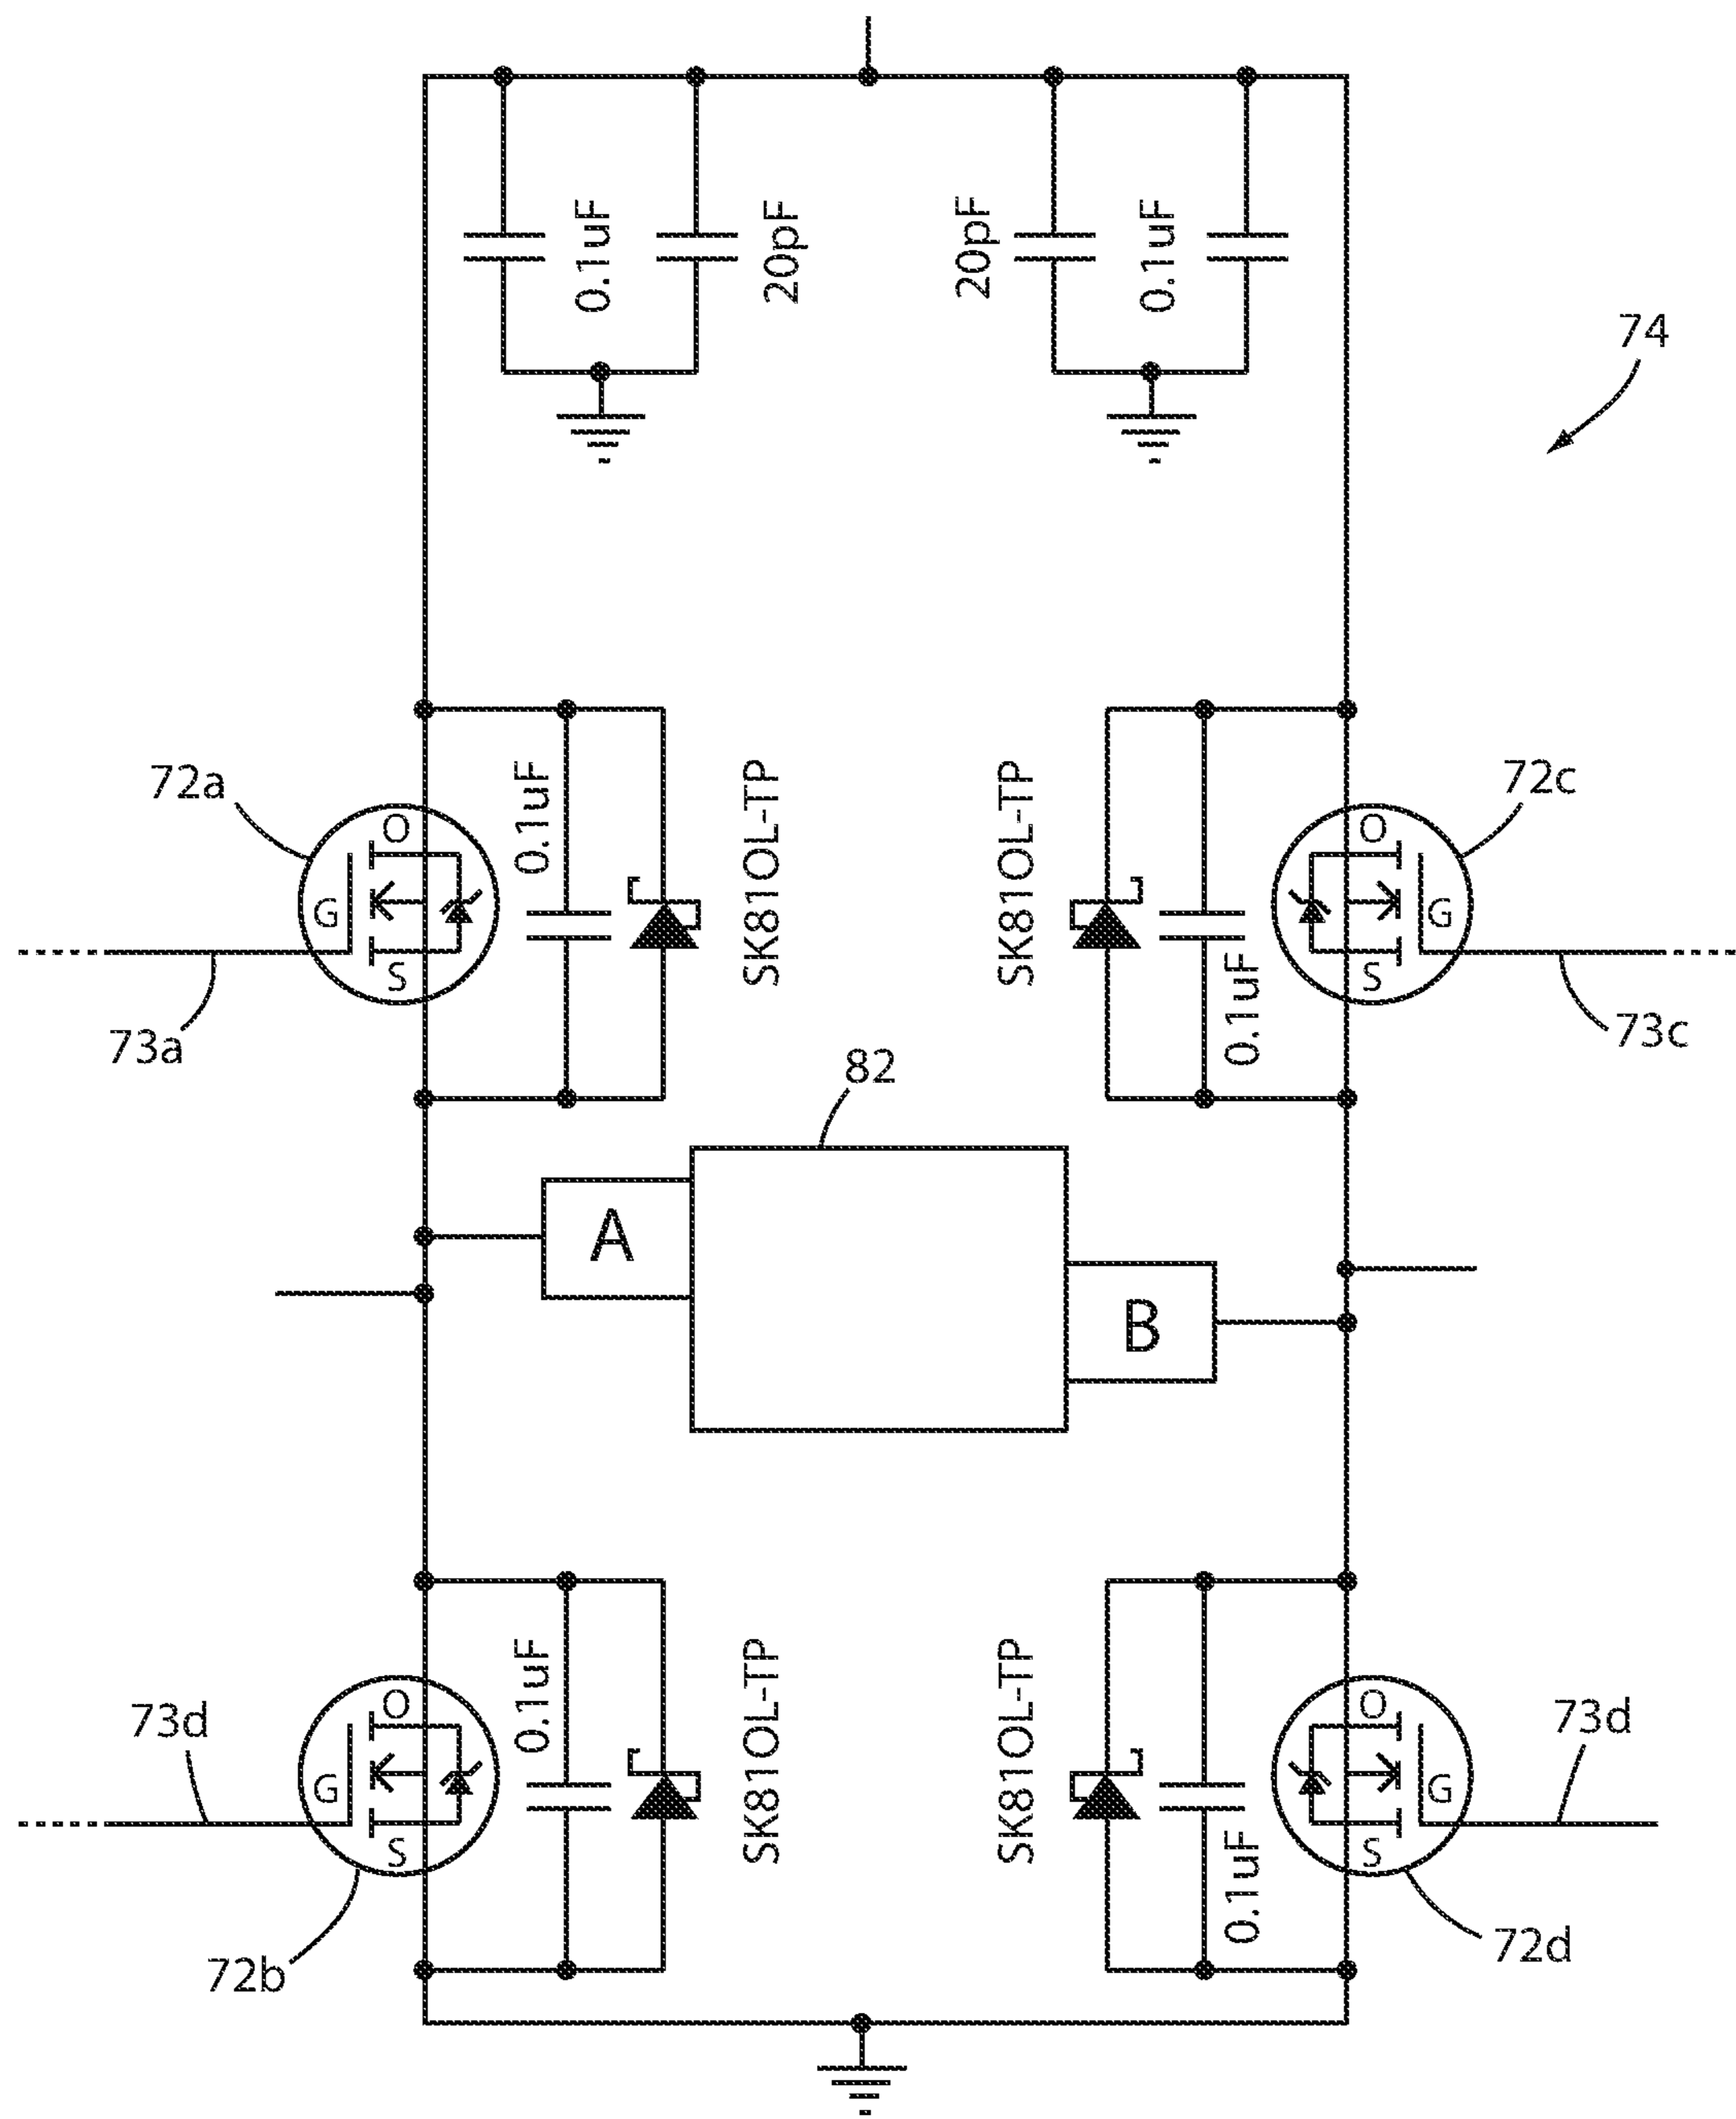 0.1uF
20pF
20pF
0.1uF
74
72a
O
G
S
73a
0.1uF
SK81OL-TP
SK81OL-TP
0.1uF
72c
O
G
S
73c
82
A
B
73d
O
G
S
72b
0.1uF
SK81OL-TP
SK81OL-TP
0.1uF
O
G
S
73d
72d